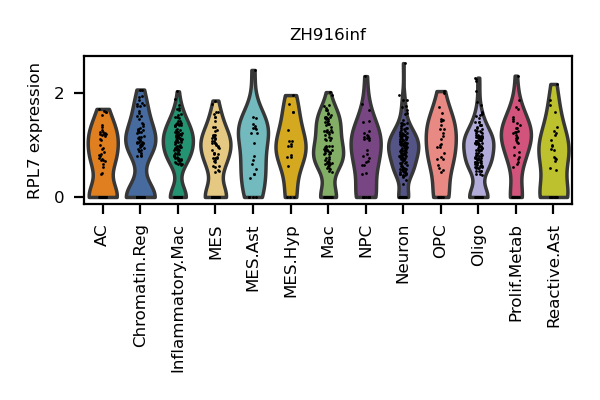 ZH916inf
RPL7 expression
2
0
AC
Chromatin.Reg
Inflammatory.Mac
MES
MES.Ast
MES.Hyp
Mac
NPC
Neuron
OPC
Oligo
Prolif.Metab
Reactive.Ast